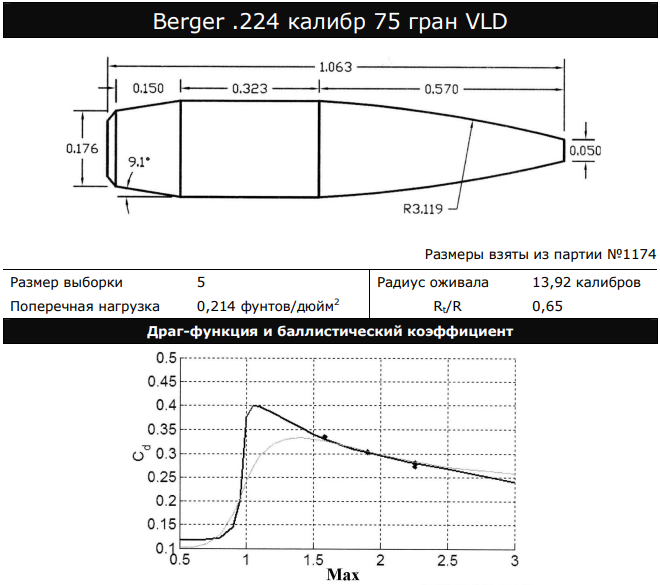 Berger .224 калибр 75 гран VLD
1.063
0.150 0.323 0.570
0.176
9.1°
0.050
R3.119
Размеры взяты из партии №1174
Размер выборки 5 Радиус оживала 13,92 калибров
Поперечная нагрузка 0,214 фунтов/дюйм² Rt/R 0,65
Драг-функция и баллистический коэффициент
0.5
0.45
0.4
0.35
0.3
0.25
0.2
0.15
0.1
Cd
0.5 1 1.5 2 2.5 3
Max